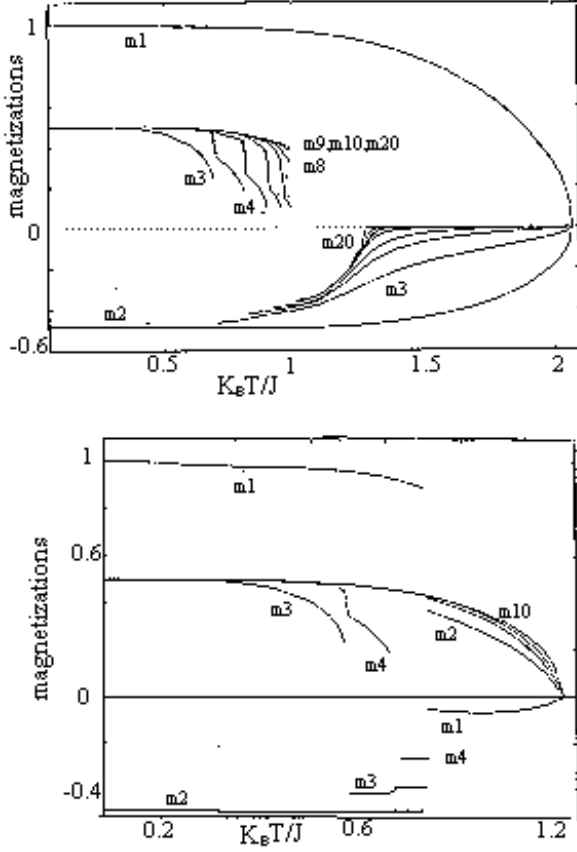 1
m1
magnetizations
m9,m10,m20
m8
m3
m4
0
m20
m3
m2
-0.6
0.5
1
1.5
2
KBT/J
1
m1
0.6
magnetizations
m10
m3
m2
m4
0
m1
m4
m3
-0.4
m2
0.2
0.6
1.2
KBT/J